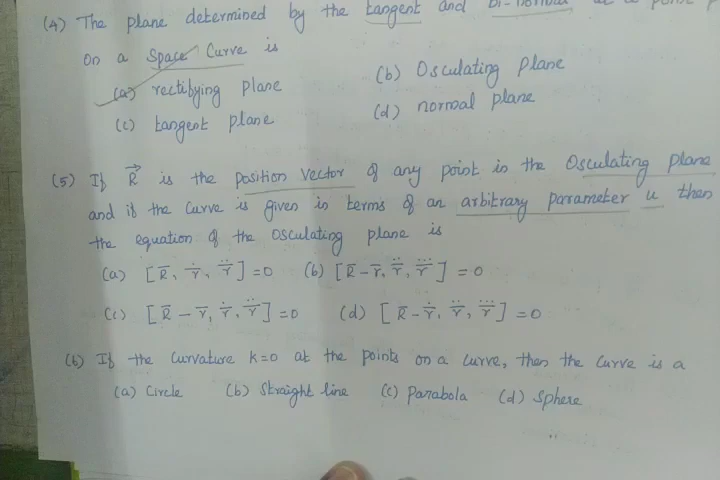 (4) The plane determined by the tangent and bi-normal at a point P
on a space curve is
(a) rectifying plane
(b) Osculating plane
(c) tangent plane
(d) normal plane
(5) If R⃗ is the position vector of any point in the Osculating plane
and if the curve is given in terms of an arbitrary parameter u then
the equation of the osculating plane is
(a) [R̅, ṙ̅, r̈̅] = 0 (b) [R̅ - r̅, r̈̅, r⃛̅] = 0
(c) [R̅ - r̅, ṙ̅, r̈̅] = 0 (d) [R̅ - ṙ̅, r̈̅, r⃛̅] = 0
(6) If the curvature k=0 at the points on a curve, then the curve is a
(a) Circle (b) Straight line (c) Parabola (d) Sphere